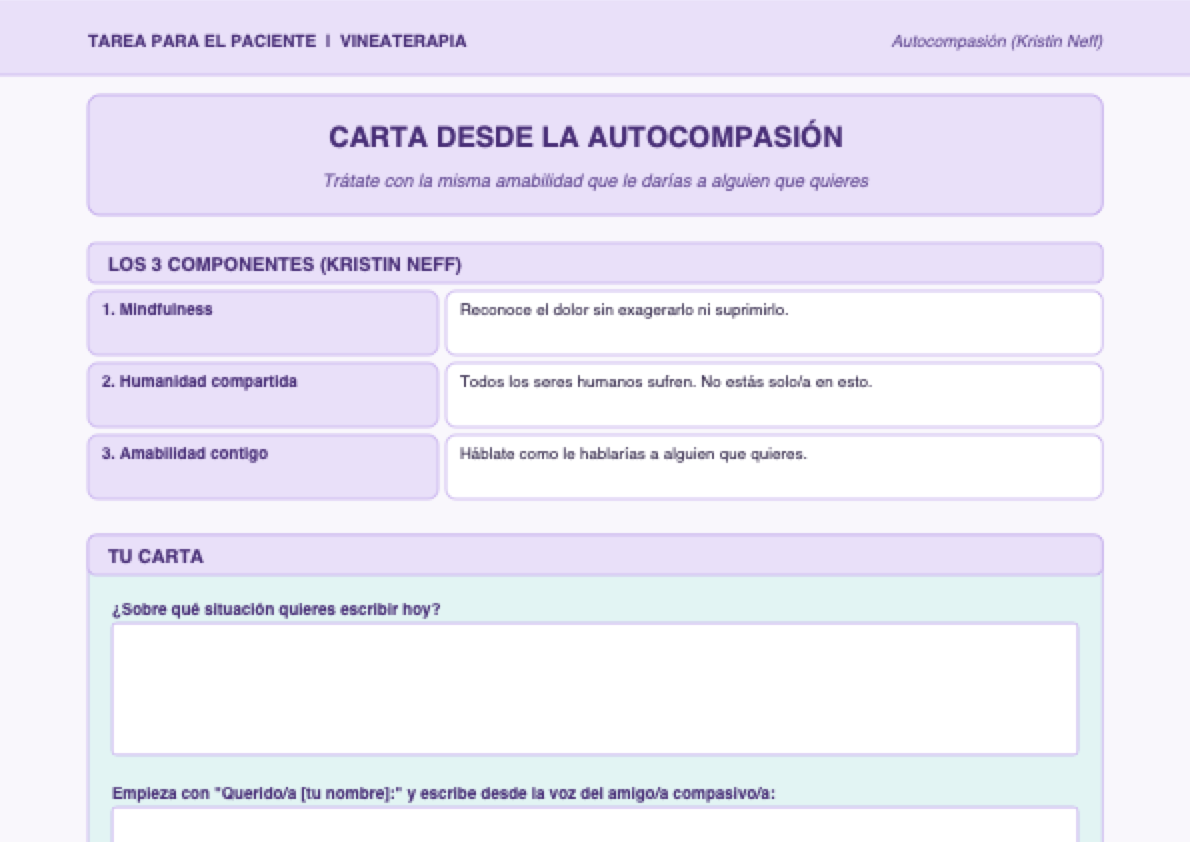 TAREA PARA EL PACIENTE | VINEATERAPIA
Autocompasión (Kristin Neff)
CARTA DESDE LA AUTOCOMPASIÓN
Trátate con la misma amabilidad que le darías a alguien que quieres
LOS 3 COMPONENTES (KRISTIN NEFF)
1. Mindfulness
Reconoce el dolor sin exagerarlo ni suprimirlo.
2. Humanidad compartida
Todos los seres humanos sufren. No estás solo/a en esto.
3. Amabilidad contigo
Háblate como le hablarías a alguien que quieres.
TU CARTA
¿Sobre qué situación quieres escribir hoy?
Empieza con "Querido/a [tu nombre]:" y escribe desde la voz del amigo/a compasivo/a: